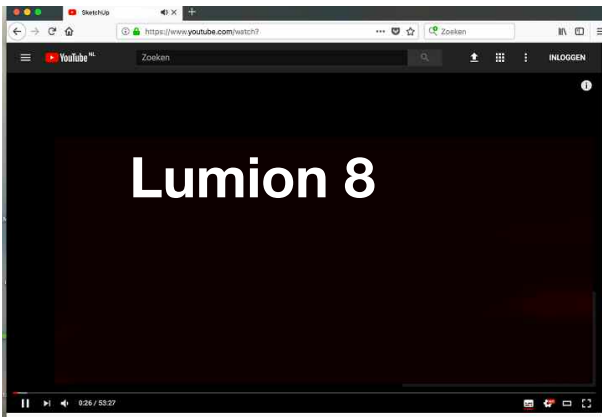 SketchUp
https://www.youtube.com/watch?
Zoeken
YouTube NL
Zoeken
INLOGGEN
Lumion 8
0:26 / 53:27